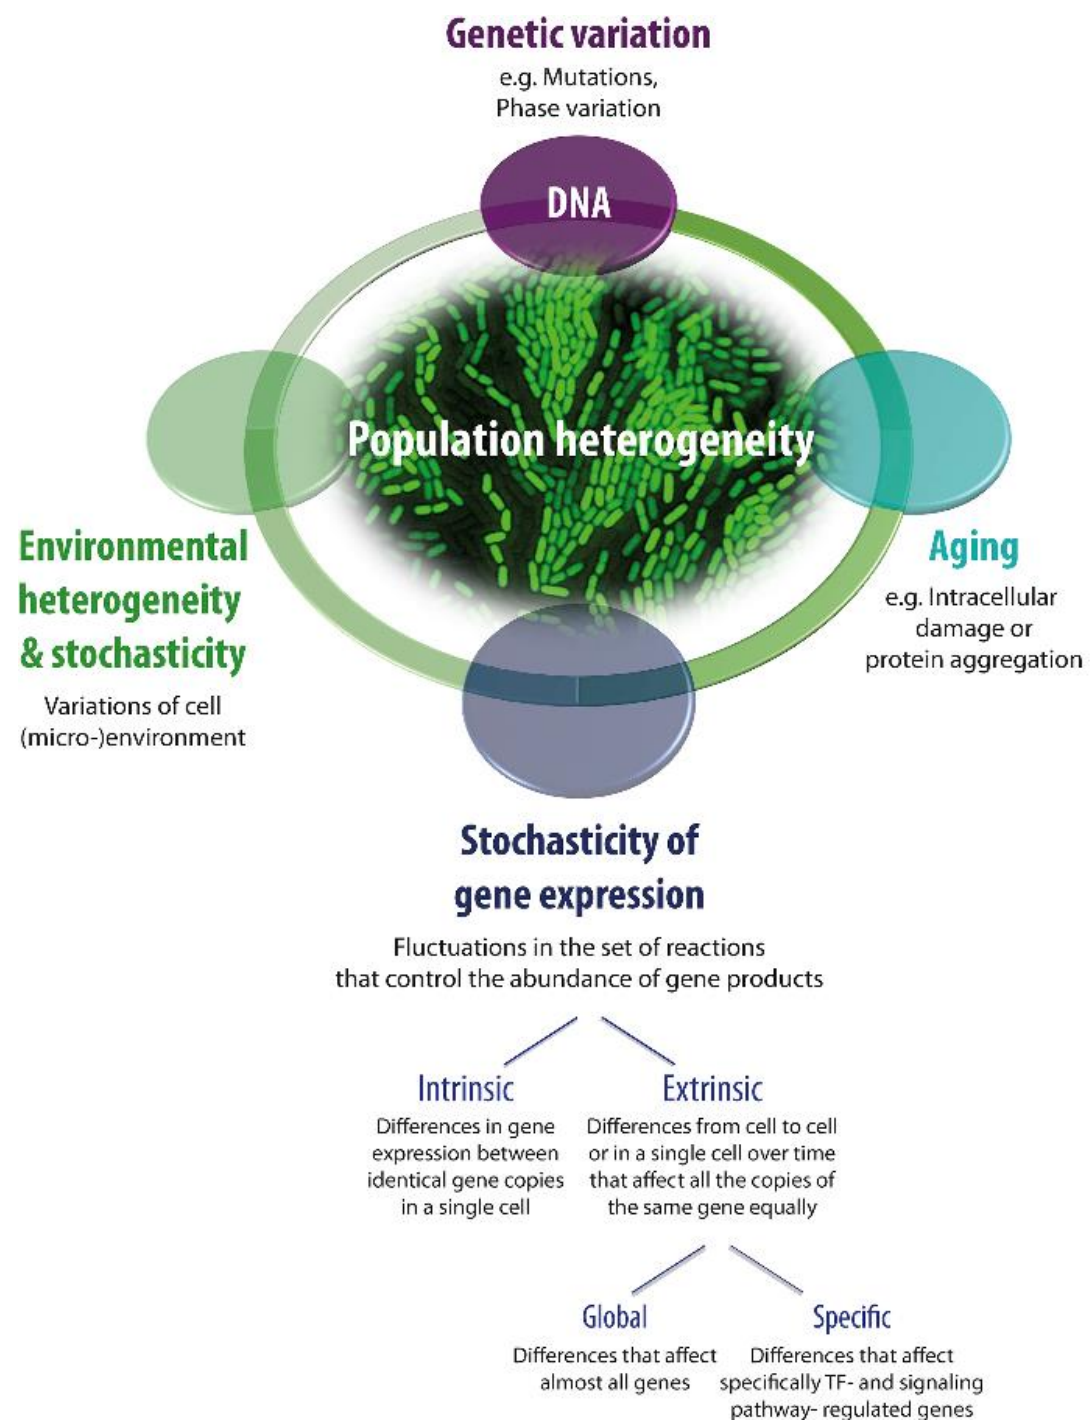 Genetic variation
e.g. Mutations,
Phase variation
DNA
Population heterogeneity
Environmental
heterogeneity
& stochasticity
Variations of cell
(micro-)environment
Aging
e.g. Intracellular
damage or
protein aggregation
Stochasticity of
gene expression
Fluctuations in the set of reactions
that control the abundance of gene products
Intrinsic
Differences in gene
expression between
identical gene copies
in a single cell
Extrinsic
Differences from cell to cell
or in a single cell over time
that affect all the copies of
the same gene equally
Global
Differences that affect
almost all genes
Specific
Differences that affect
specifically TF- and signaling
pathway- regulated genes